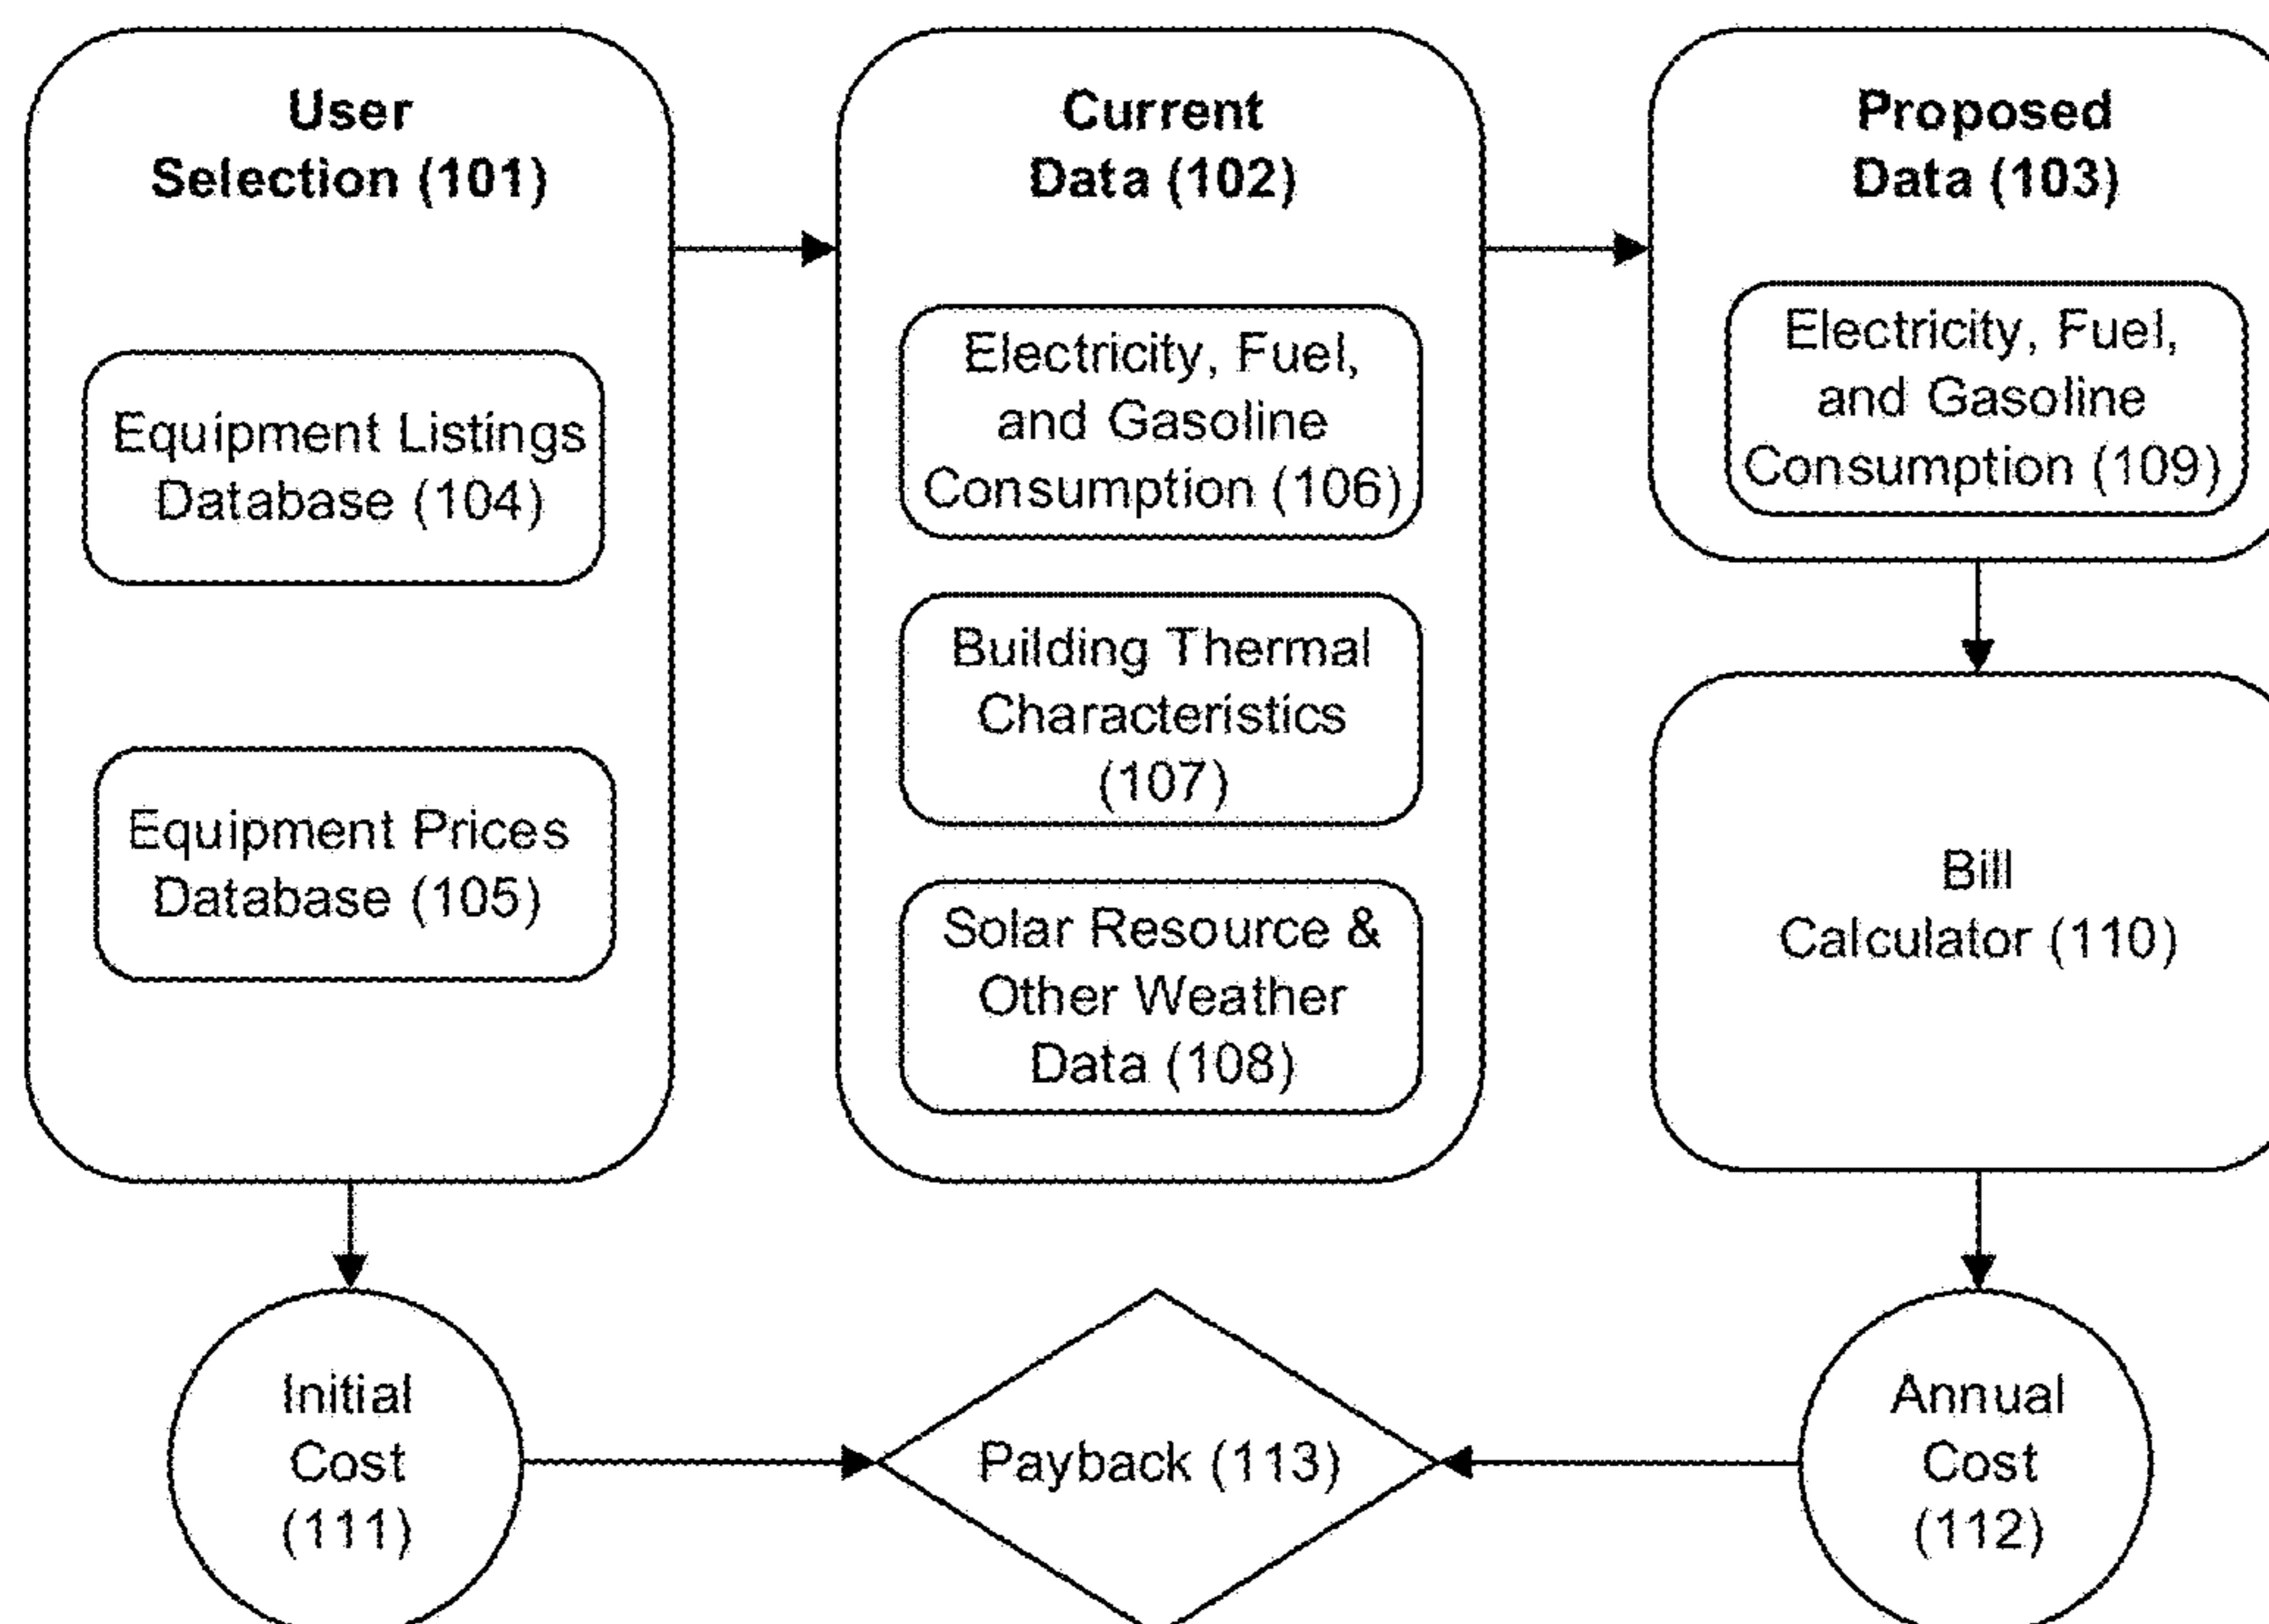 User
Selection (101)
Equipment Listings
Database (104)
Equipment Prices
Database (105)
Current
Data (102)
Electricity, Fuel,
and Gasoline
Consumption (106)
Building Thermal
Characteristics
(107)
Solar Resource &
Other Weather
Data (108)
Proposed
Data (103)
Electricity, Fuel,
and Gasoline
Consumption (109)
Bill
Calculator (110)
Initial
Cost
(111)
Payback (113)
Annual
Cost
(112)